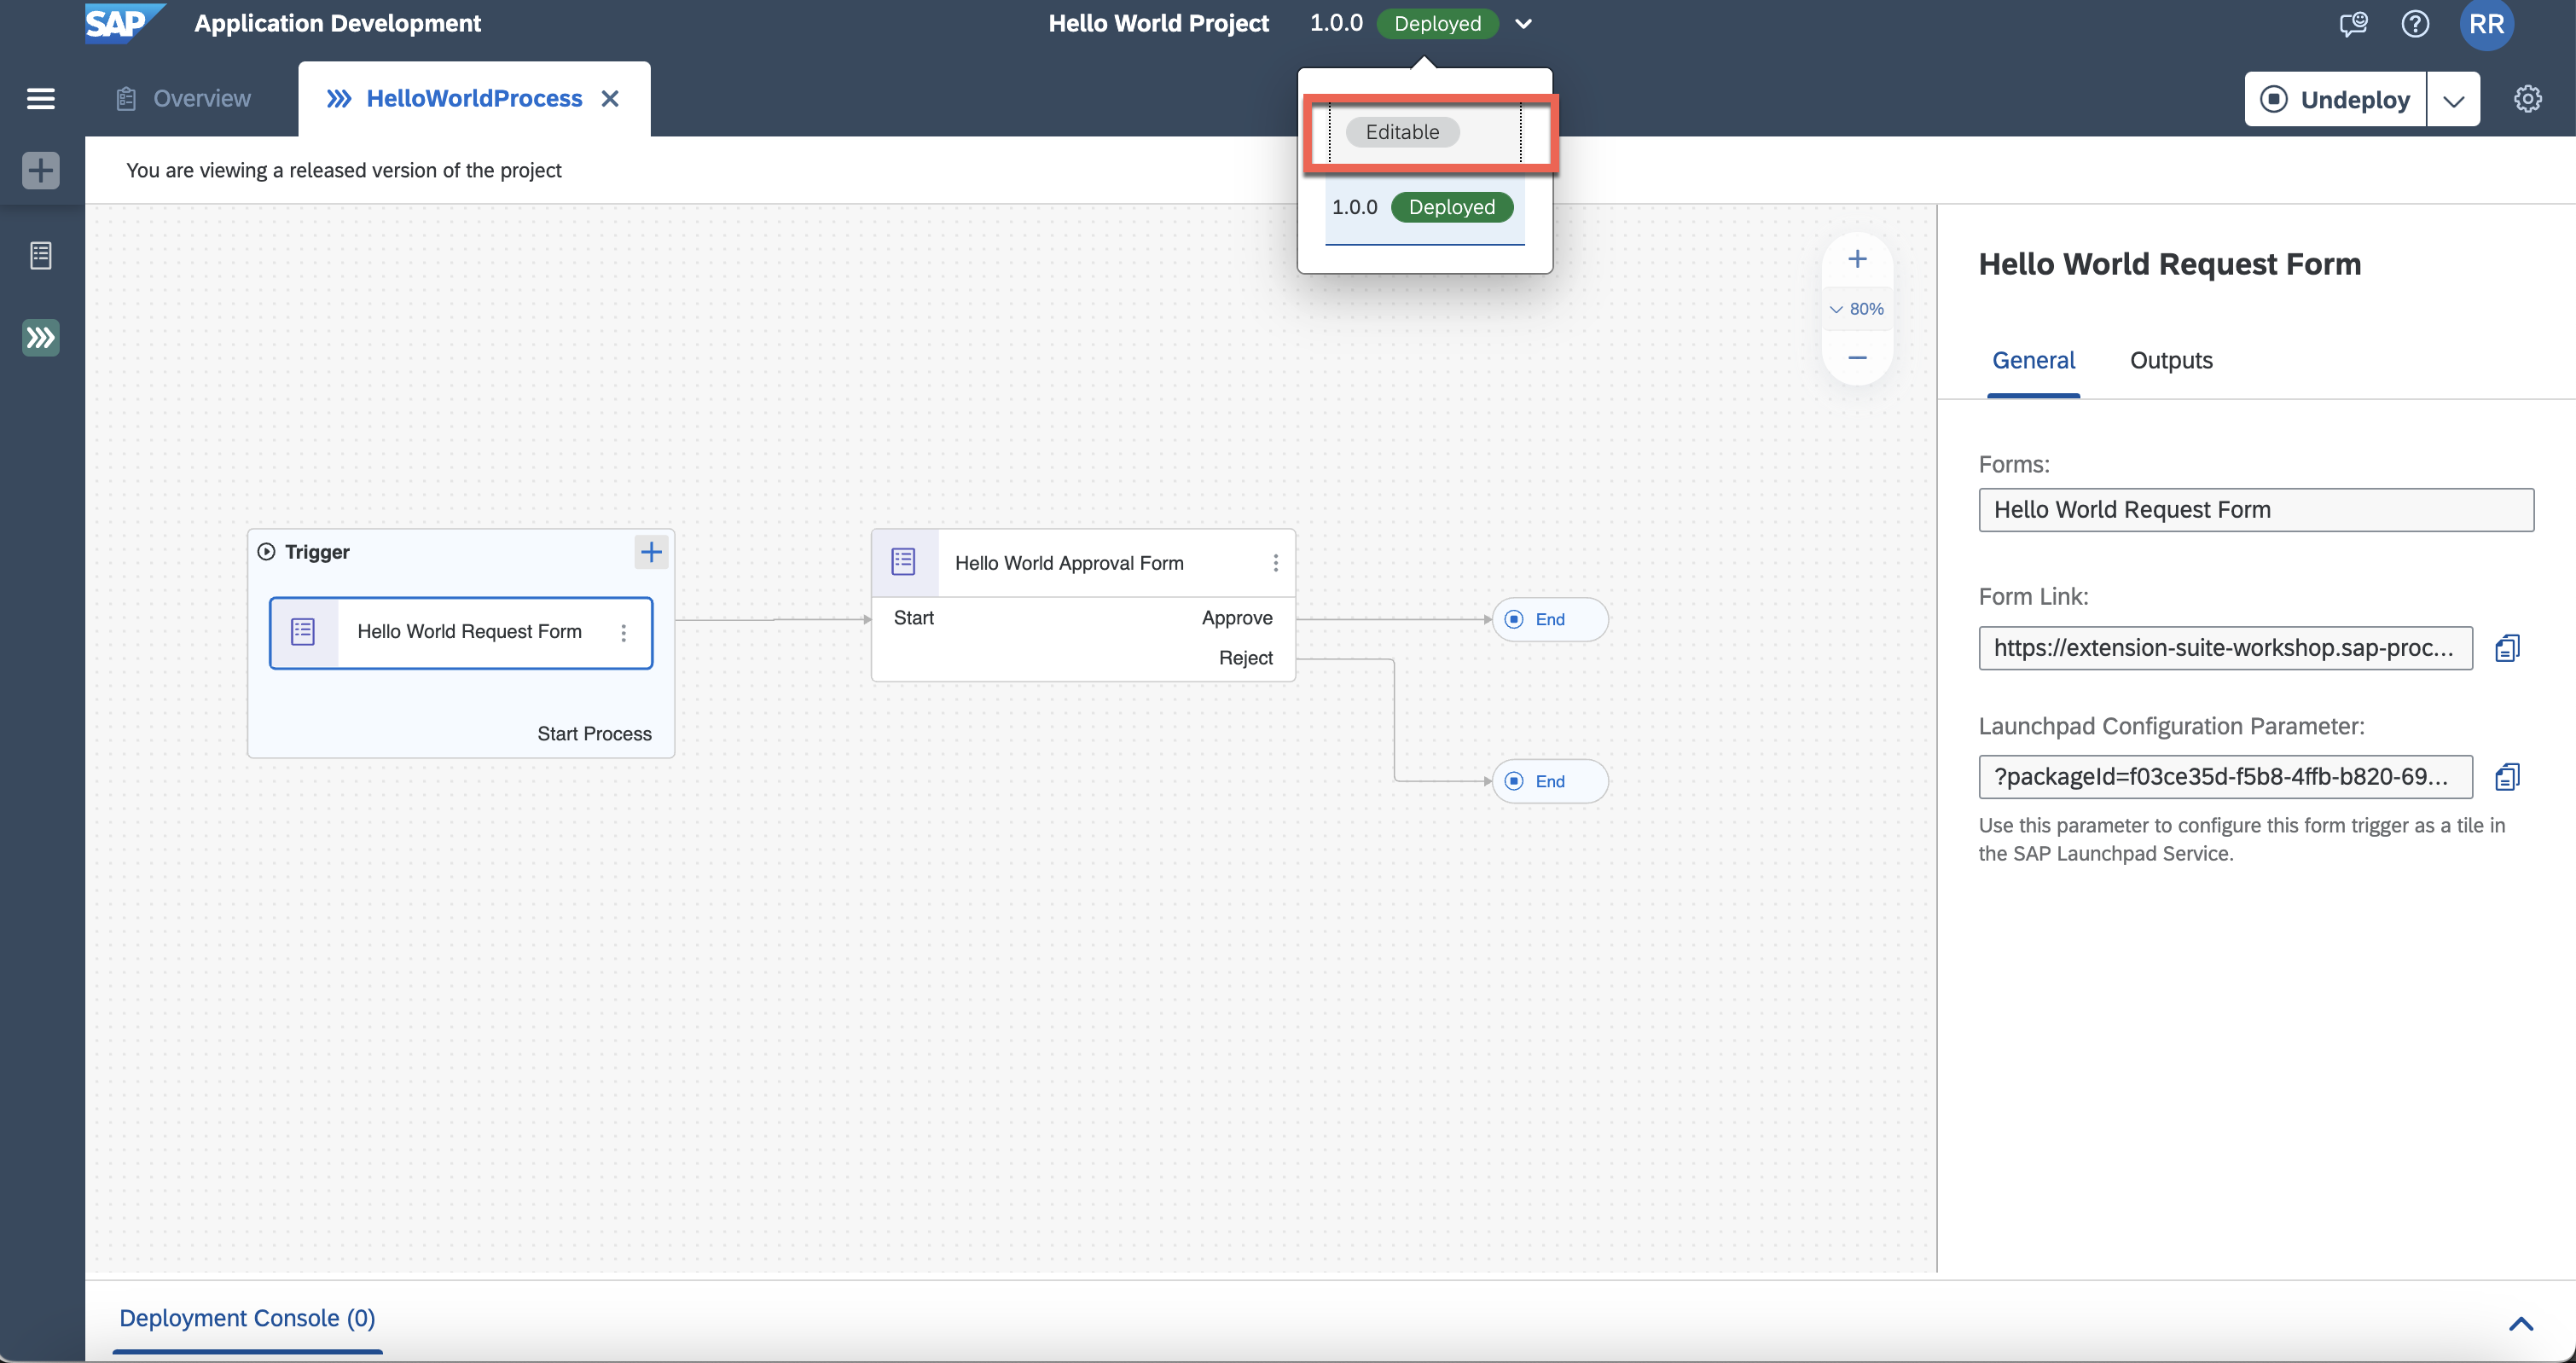 SAP Application Development
Hello World Project 1.0.0 Deployed
RR
Overview
HelloWorldProcess
Undeploy
Editable
1.0.0 Deployed
You are viewing a released version of the project
80%
Trigger
Hello World Request Form
Start Process
Hello World Approval Form
Start Approve
Reject
End
End
Hello World Request Form
General Outputs
Forms:
Hello World Request Form
Form Link:
https://extension-suite-workshop.sap-proc...
Launchpad Configuration Parameter:
?packageId=f03ce35d-f5b8-4ffb-b820-69...
Use this parameter to configure this form trigger as a tile in
the SAP Launchpad Service.
Deployment Console (0)